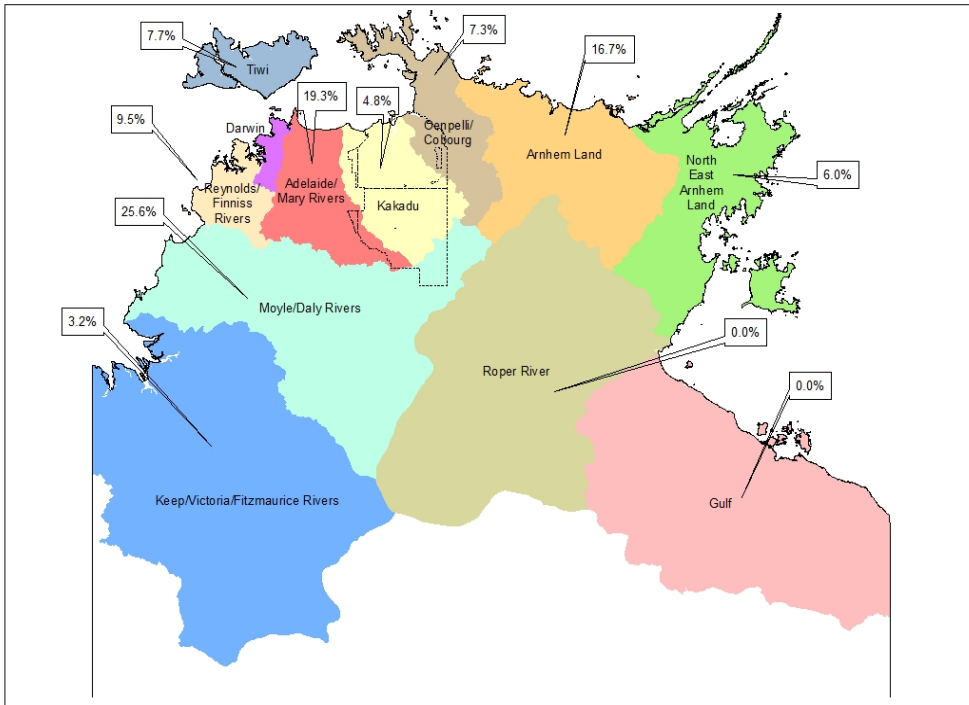 7.7%
7.3%
16.7%
Tiwi
19.3%
4.8%
9.5%
Darwin
Oenpelli/
Cobourg
Arnhem Land
North
East
Arnhem
Land
6.0%
Reynolds/
Finniss
Rivers
Adelaide/
Mary Rivers
Kakadu
25.6%
Moyle/Daly Rivers
3.2%
0.0%
Roper River
0.0%
Keep/Victoria/Fitzmaurice Rivers
Gulf